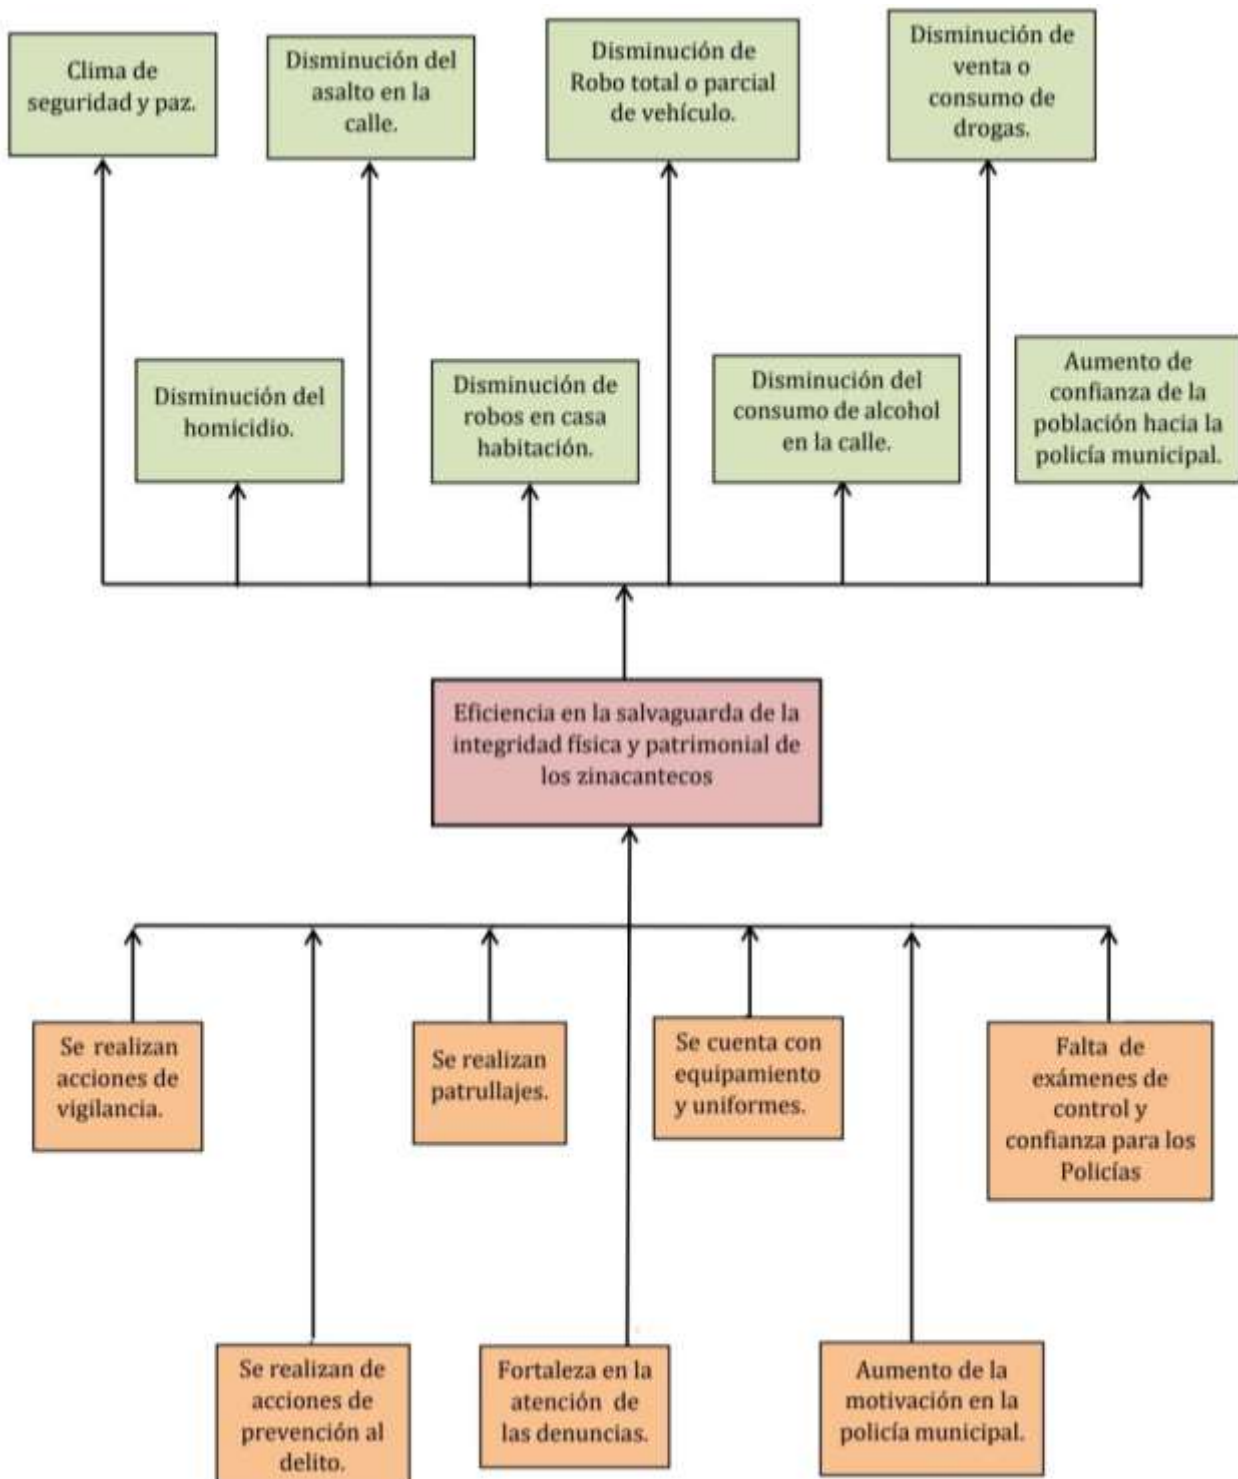 Clima de
seguridad y paz.
Disminución del
asalto en la
calle.
Disminución de
Robo total o parcial
de vehículo.
Disminución de
venta o
consumo de
drogas.
Disminución del
homicidio.
Disminución de
robos en casa
habitación.
Disminución del
consumo de alcohol
en la calle.
Aumento de
confianza de la
población hacia la
policía municipal.
Eficiencia en la salvaguarda de la
integridad física y patrimonial de
los zinacantecos
Se realizan
acciones de
vigilancia.
Se realizan
patrullajes.
Se cuenta con
equipamiento
y uniformes.
Falta de
exámenes de
control y
confianza para los
Policías
Se realizan de
acciones de
prevención al
delito.
Fortaleza en la
atención de
las denuncias.
Aumento de la
motivación en la
policía municipal.